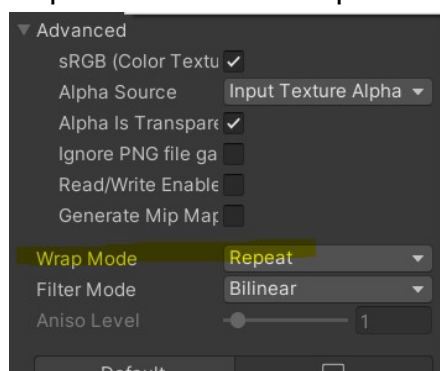 Advanced
sRGB (Color Textu
Alpha Source Input Texture Alpha
Alpha Is Transpare
Ignore PNG file ga
Read/Write Enable
Generate Mip Map
Wrap Mode Repeat
Filter Mode Bilinear
Aniso Level 1
Default